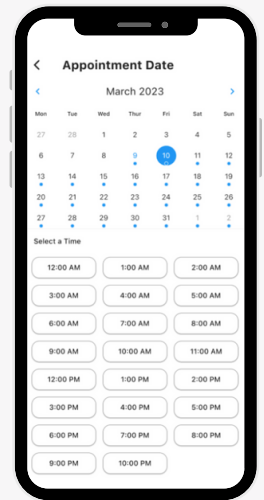 Appointment Date
March 2023
Mon Tue Wed Thur Fri Sat Sun
27 28 1 2 3 4 5
6 7 8 9 10 11 12
13 14 15 16 17 18 19
20 21 22 23 24 25 26
27 28 29 30 31 1 2
Select a Time
12:00 AM 1:00 AM 2:00 AM
3:00 AM 4:00 AM 5:00 AM
6:00 AM 7:00 AM 8:00 AM
9:00 AM 10:00 AM 11:00 AM
12:00 PM 1:00 PM 2:00 PM
3:00 PM 4:00 PM 5:00 PM
6:00 PM 7:00 PM 8:00 PM
9:00 PM 10:00 PM